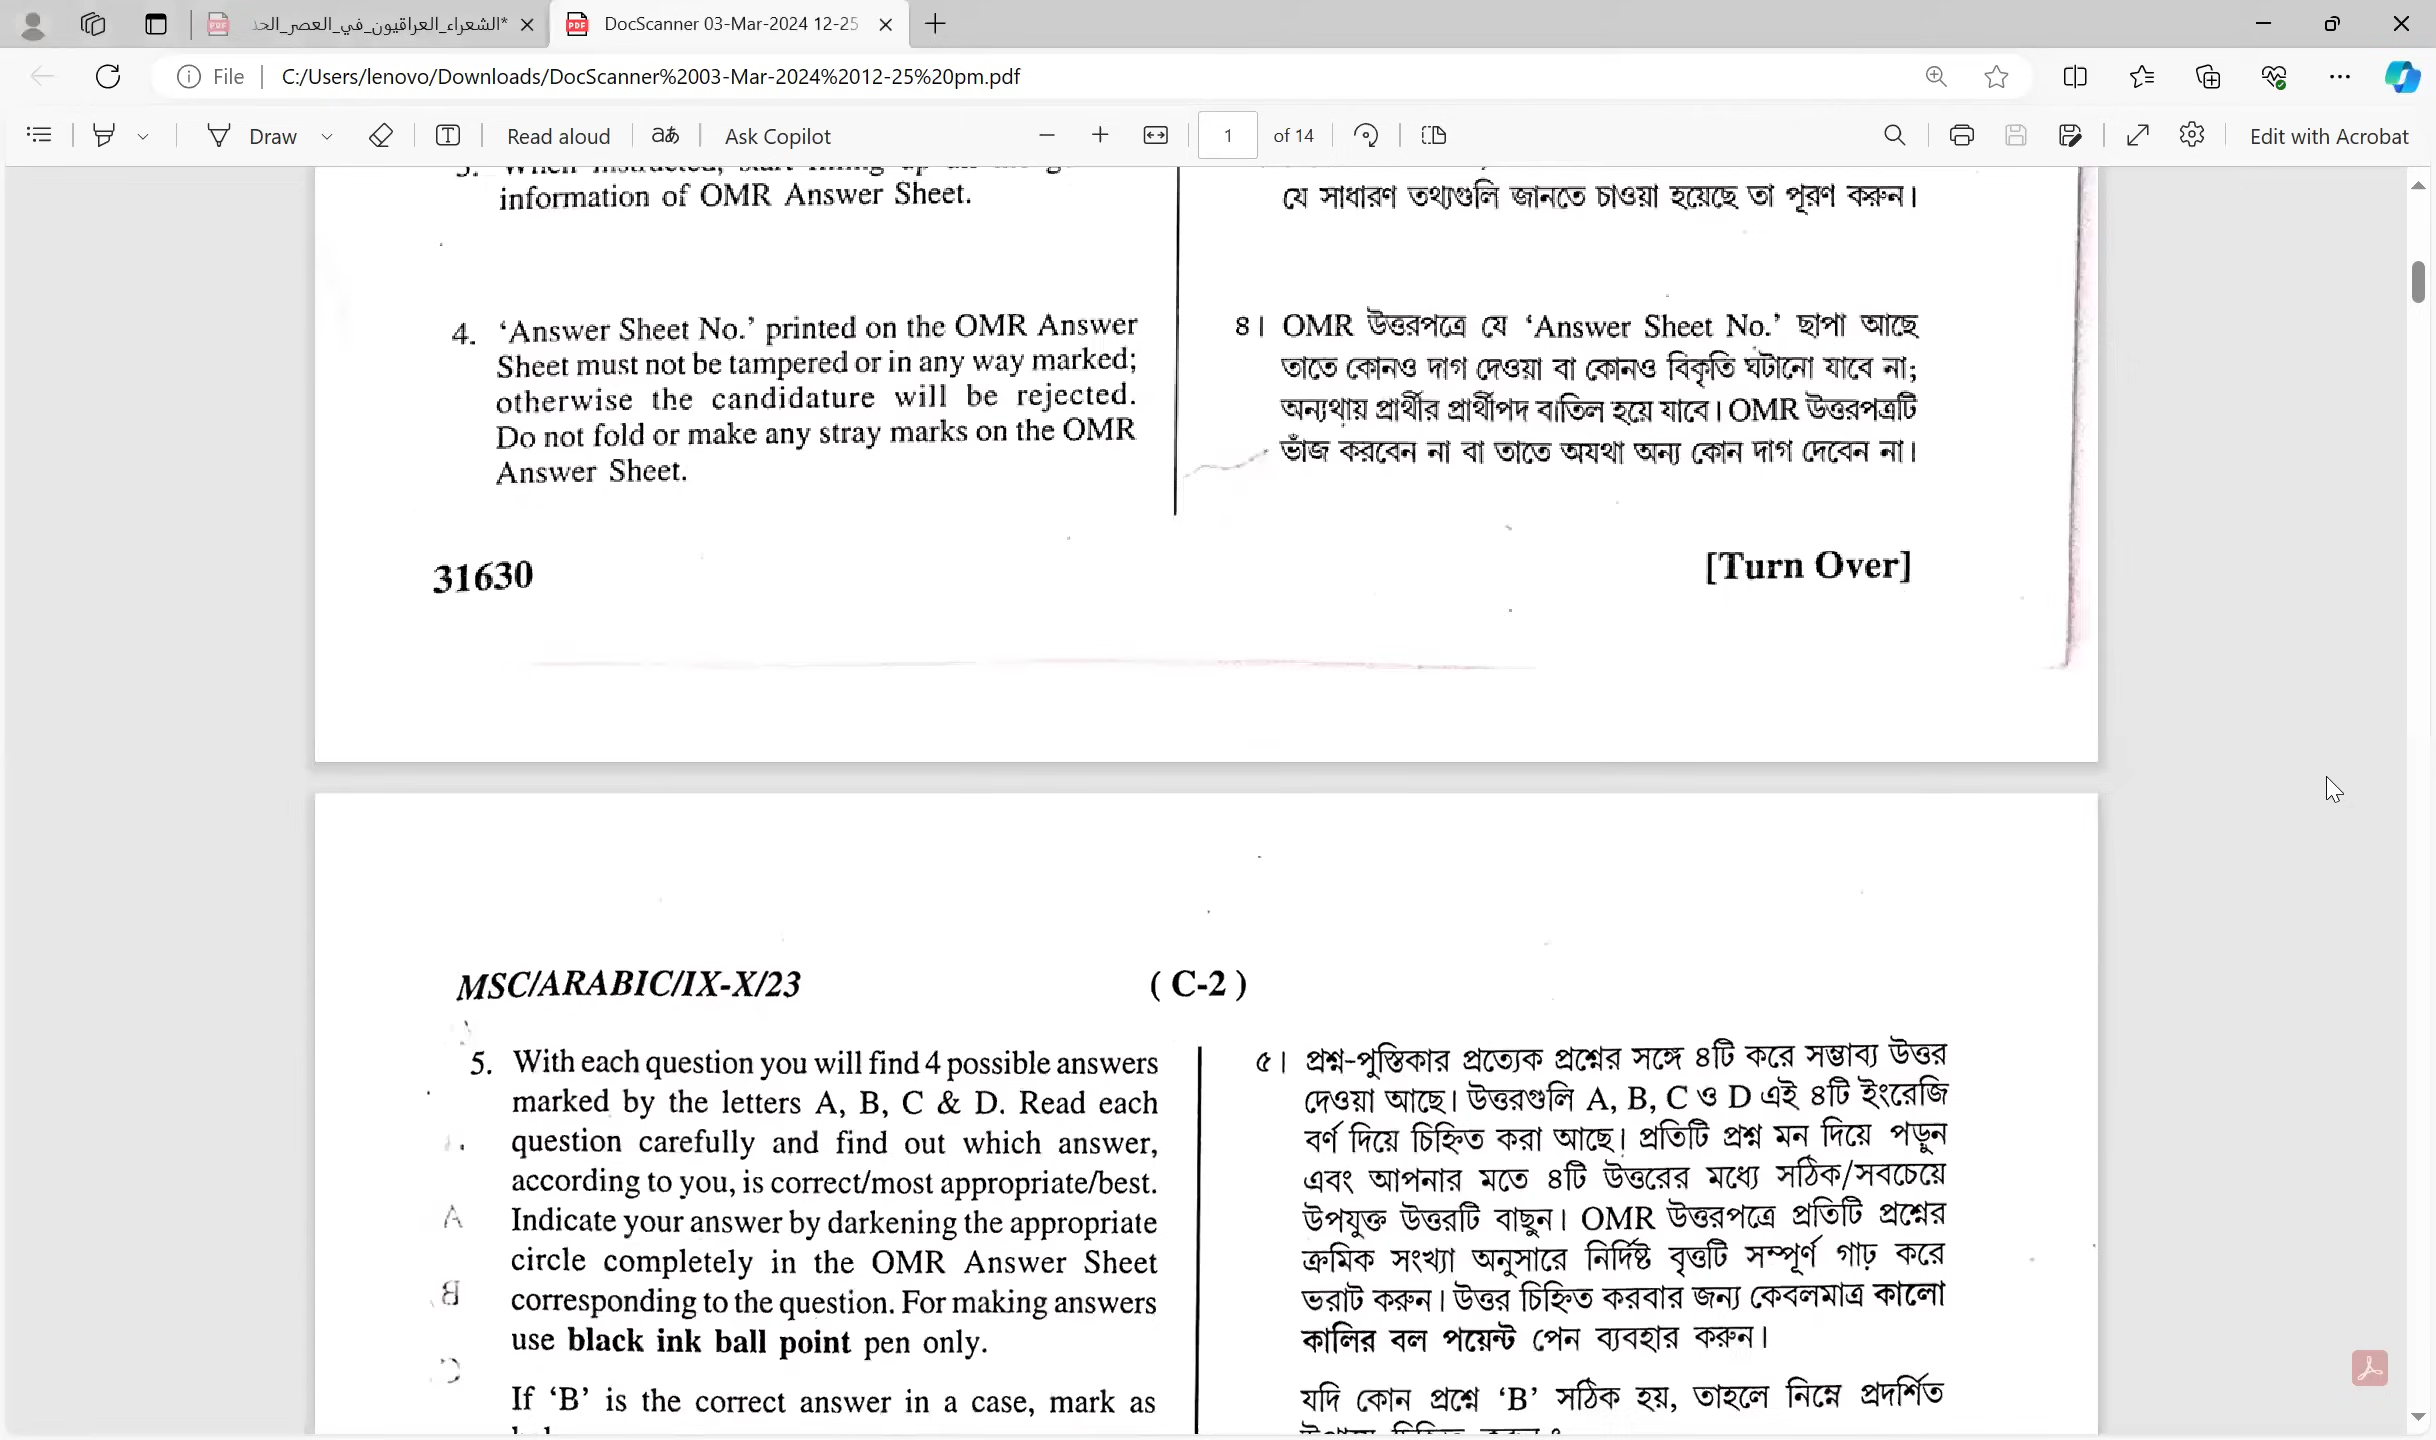 *الشعراء_العراقيون_في_العصر_الحد
DocScanner 03-Mar-2024 12-25
File
C:/Users/lenovo/Downloads/DocScanner%2003-Mar-2024%2012-25%20pm.pdf
Draw
Read aloud
Ask Copilot
1 of 14
Edit with Acrobat
information of OMR Answer Sheet.
4. ‘Answer Sheet No.’ printed on the OMR Answer
Sheet must not be tampered or in any way marked;
otherwise the candidature will be rejected.
Do not fold or make any stray marks on the OMR
Answer Sheet.
যে সাধারণ তথ্যগুলি জানতে চাওয়া হয়েছে তা পূরণ করুন।
৪। OMR উত্তরপত্রে যে ‘Answer Sheet No.’ ছাপা আছে
তাতে কোনও দাগ দেওয়া বা কোনও বিকৃতি ঘটানো যাবে না;
অন্যথায় প্রার্থীর প্রার্থীপদ বাতিল হয়ে যাবে। OMR উত্তরপত্রটি
ভাঁজ করবেন না বা তাতে অযথা অন্য কোন দাগ দেবেন না।
31630
[Turn Over]
MSC/ARABIC/IX-X/23
( C-2 )
5. With each question you will find 4 possible answers
marked by the letters A, B, C & D. Read each
question carefully and find out which answer,
according to you, is correct/most appropriate/best.
Indicate your answer by darkening the appropriate
circle completely in the OMR Answer Sheet
corresponding to the question. For making answers
use black ink ball point pen only.
If ‘B’ is the correct answer in a case, mark as
৫। প্রশ্ন-পুস্তিকার প্রত্যেক প্রশ্নের সঙ্গে ৪টি করে সম্ভাব্য উত্তর
দেওয়া আছে। উত্তরগুলি A, B, C ও D এই ৪টি ইংরেজি
বর্ণ দিয়ে চিহ্নিত করা আছে। প্রতিটি প্রশ্ন মন দিয়ে পড়ুন
এবং আপনার মতে ৪টি উত্তরের মধ্যে সঠিক/সবচেয়ে
উপযুক্ত উত্তরটি বাছুন। OMR উত্তরপত্রে প্রতিটি প্রশ্নের
ক্রমিক সংখ্যা অনুসারে নির্দিষ্ট বৃত্তটি সম্পূর্ণ গাঢ় করে
ভরাট করুন। উত্তর চিহ্নিত করবার জন্য কেবলমাত্র কালো
কালির বল পয়েন্ট পেন ব্যবহার করুন।
যদি কোন প্রশ্নে ‘B’ সঠিক হয়, তাহলে নিম্নে প্রদর্শিত